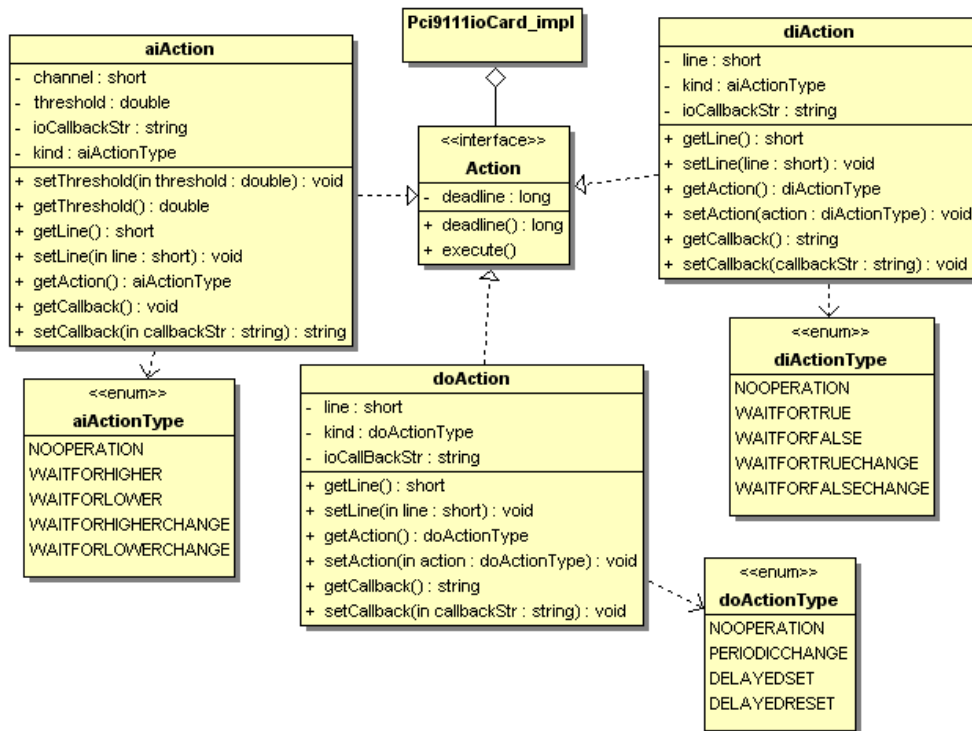 Pci9111ioCard_impl
aiAction
- channel : short
- threshold : double
- ioCallbackStr : string
- kind : aiActionType
+ setThreshold(in threshold : double) : void
+ getThreshold() : double
+ getLine() : short
+ setLine(in line : short) : void
+ getAction() : aiActionType
+ getCallback() : void
+ setCallback(in callbackStr : string) : string
<<interface>>
Action
- deadline : long
+ deadline() : long
+ execute()
diAction
- line : short
- kind : aiActionType
- ioCallbackStr : string
+ getLine() : short
+ setLine(line : short) : void
+ getAction() : diActionType
+ setAction(action : diActionType) : void
+ getCallback() : string
+ setCallback(callbackStr : string) : void
<<enum>>
aiActionType
NOOPERATION
WAITFORHIGHER
WAITFORLOWER
WAITFORHIGHERCHANGE
WAITFORLOWERCHANGE
doAction
- line : short
- kind : doActionType
- ioCallBackStr : string
+ getLine() : short
+ setLine(in line : short) : void
+ getAction() : doActionType
+ setAction(in action : doActionType) : void
+ getCallback() : string
+ setCallback(in callbackStr : string) : void
<<enum>>
diActionType
NOOPERATION
WAITFORTRUE
WAITFORFALSE
WAITFORTRUECHANGE
WAITFORFALSECHANGE
<<enum>>
doActionType
NOOPERATION
PERIODICCHANGE
DELAYEDSET
DELAYEDRESET